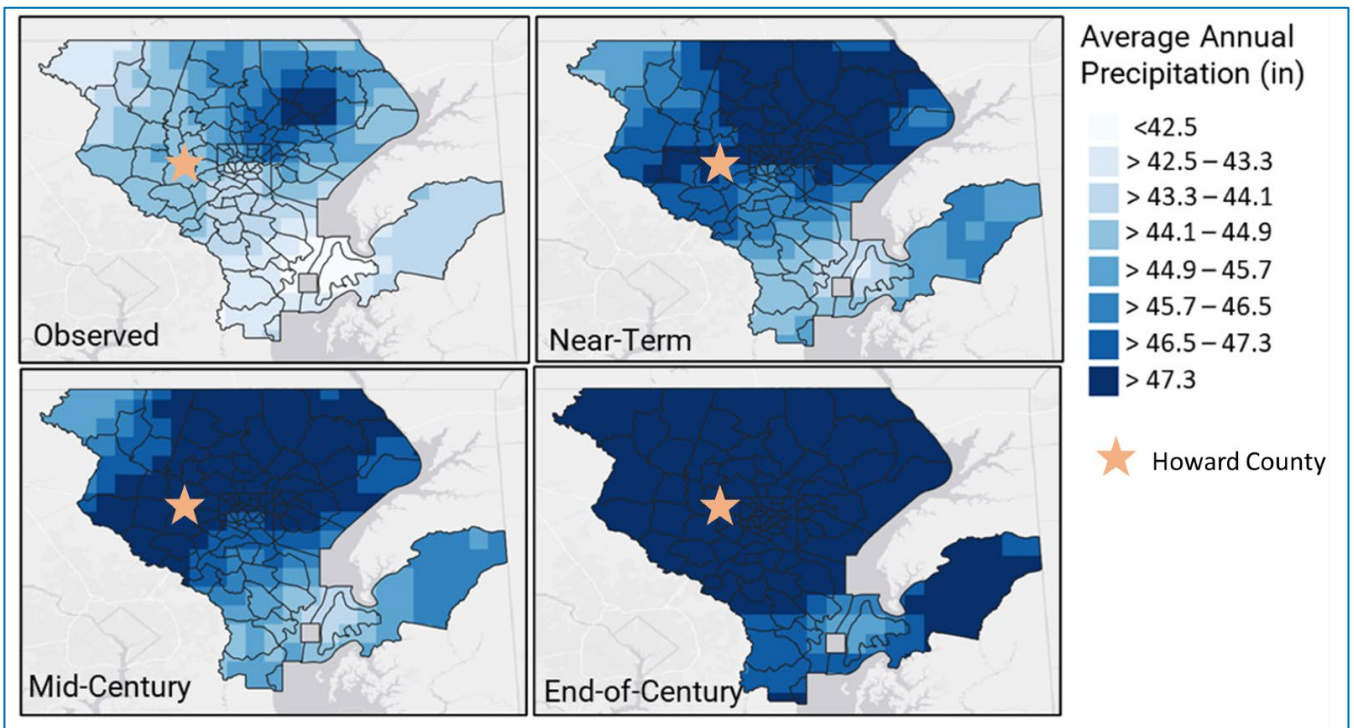 Observed
Near-Term
Mid-Century
End-of-Century
Average Annual
Precipitation (in)
<42.5
> 42.5 – 43.3
> 43.3 – 44.1
> 44.1 – 44.9
> 44.9 – 45.7
> 45.7 – 46.5
> 46.5 – 47.3
> 47.3
Howard County